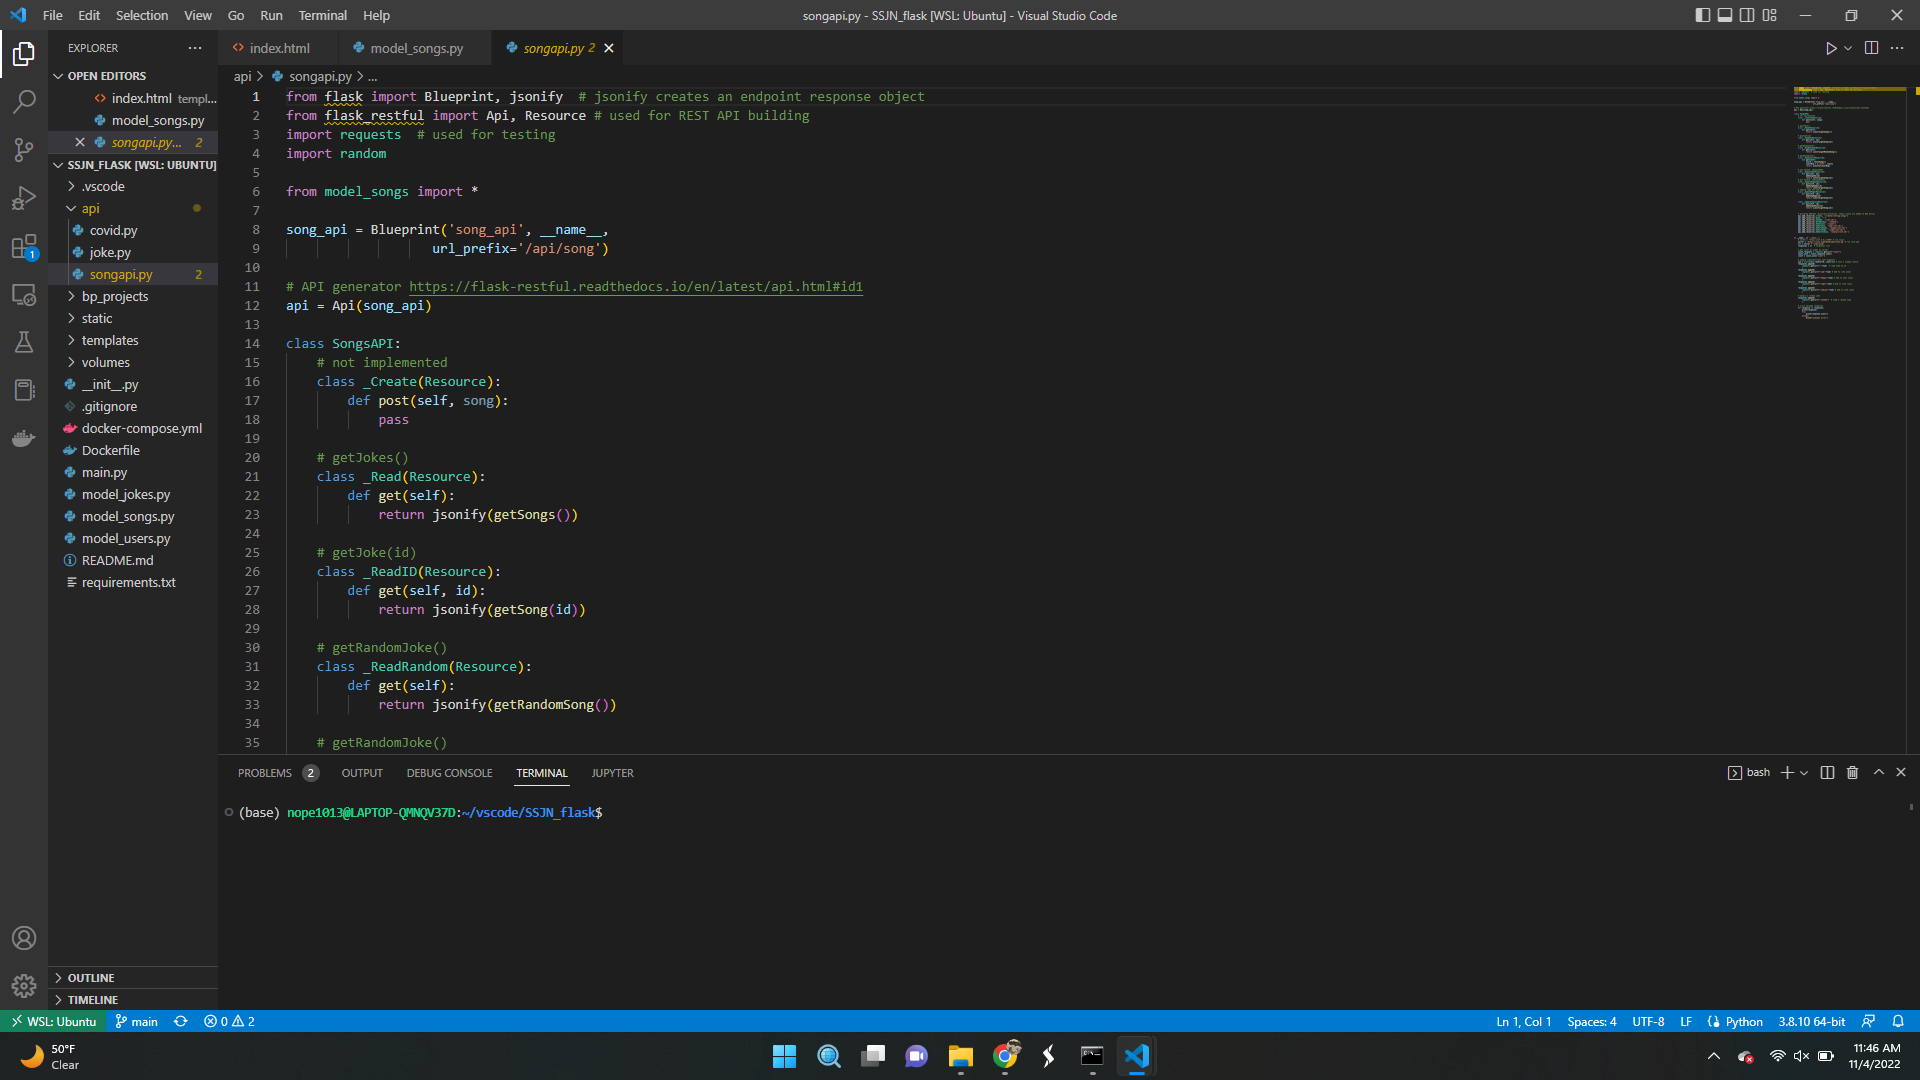 File Edit Selection View Go Run Terminal Help
songapi.py - SSJN_flask [WSL: Ubuntu] - Visual Studio Code
EXPLORER ...
OPEN EDITORS
index.html templ...
model_songs.py
songapi.py... 2
SSJN_FLASK [WSL: UBUNTU]
.vscode
api
covid.py
joke.py
songapi.py 2
bp_projects
static
templates
volumes
__init__.py
.gitignore
docker-compose.yml
Dockerfile
main.py
model_jokes.py
model_songs.py
model_users.py
README.md
requirements.txt
OUTLINE
TIMELINE
1
index.html model_songs.py songapi.py 2
api > songapi.py > ...
1 from flask import Blueprint, jsonify  # jsonify creates an endpoint response object
2 from flask_restful import Api, Resource # used for REST API building
3 import requests  # used for testing
4 import random
5
6 from model_songs import *
7
8 song_api = Blueprint('song_api', __name__,
9                    url_prefix='/api/song')
10
11 # API generator https://flask-restful.readthedocs.io/en/latest/api.html#id1
12 api = Api(song_api)
13
14 class SongsAPI:
15     # not implemented
16     class _Create(Resource):
17         def post(self, song):
18             pass
19
20     # getJokes()
21     class _Read(Resource):
22         def get(self):
23             return jsonify(getSongs())
24
25     # getJoke(id)
26     class _ReadID(Resource):
27         def get(self, id):
28             return jsonify(getSong(id))
29
30     # getRandomJoke()
31     class _ReadRandom(Resource):
32         def get(self):
33             return jsonify(getRandomSong())
34
35     # getRandomJoke()
PROBLEMS 2 OUTPUT DEBUG CONSOLE TERMINAL JUPYTER
bash
(base) nope1013@LAPTOP-QMNQV37D:~/vscode/SSJN_flask$
WSL: Ubuntu main 0 2
Ln 1, Col 1 Spaces: 4 UTF-8 LF Python 3.8.10 64-bit
50°F
Clear
11:46 AM
11/4/2022